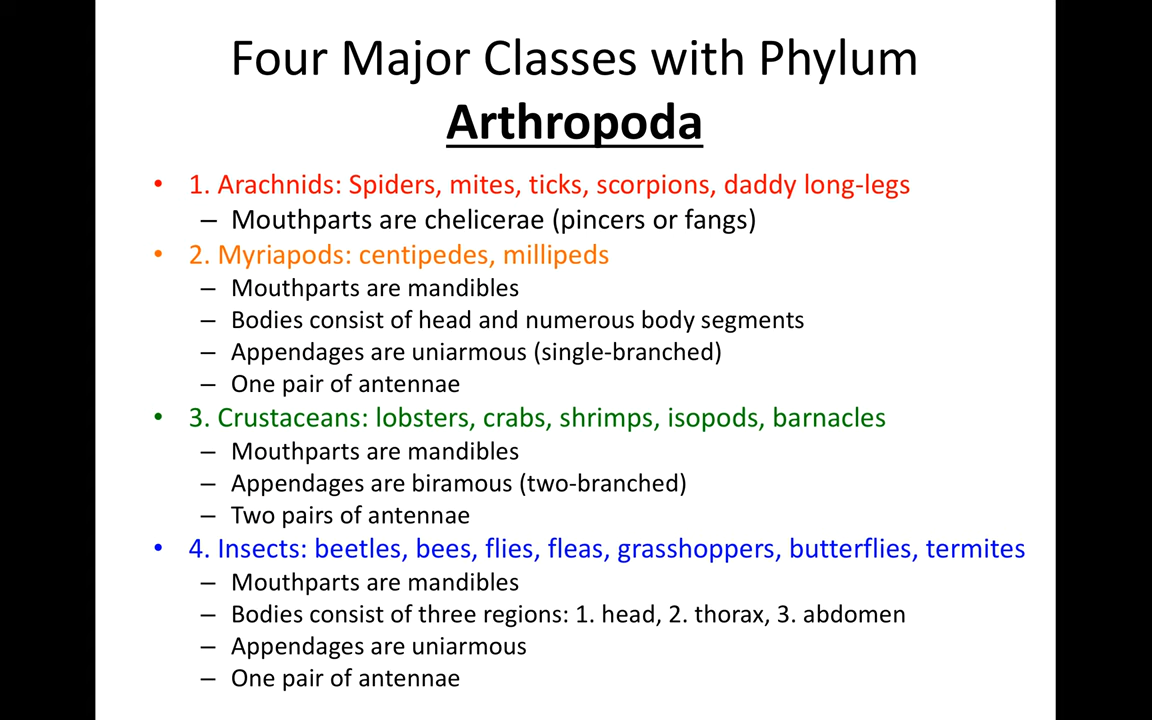 Four Major Classes with Phylum
Arthropoda
• 1. Arachnids: Spiders, mites, ticks, scorpions, daddy long-legs
– Mouthparts are chelicerae (pincers or fangs)
• 2. Myriapods: centipedes, millipeds
– Mouthparts are mandibles
– Bodies consist of head and numerous body segments
– Appendages are uniarmous (single-branched)
– One pair of antennae
• 3. Crustaceans: lobsters, crabs, shrimps, isopods, barnacles
– Mouthparts are mandibles
– Appendages are biramous (two-branched)
– Two pairs of antennae
• 4. Insects: beetles, bees, flies, fleas, grasshoppers, butterflies, termites
– Mouthparts are mandibles
– Bodies consist of three regions: 1. head, 2. thorax, 3. abdomen
– Appendages are uniarmous
– One pair of antennae